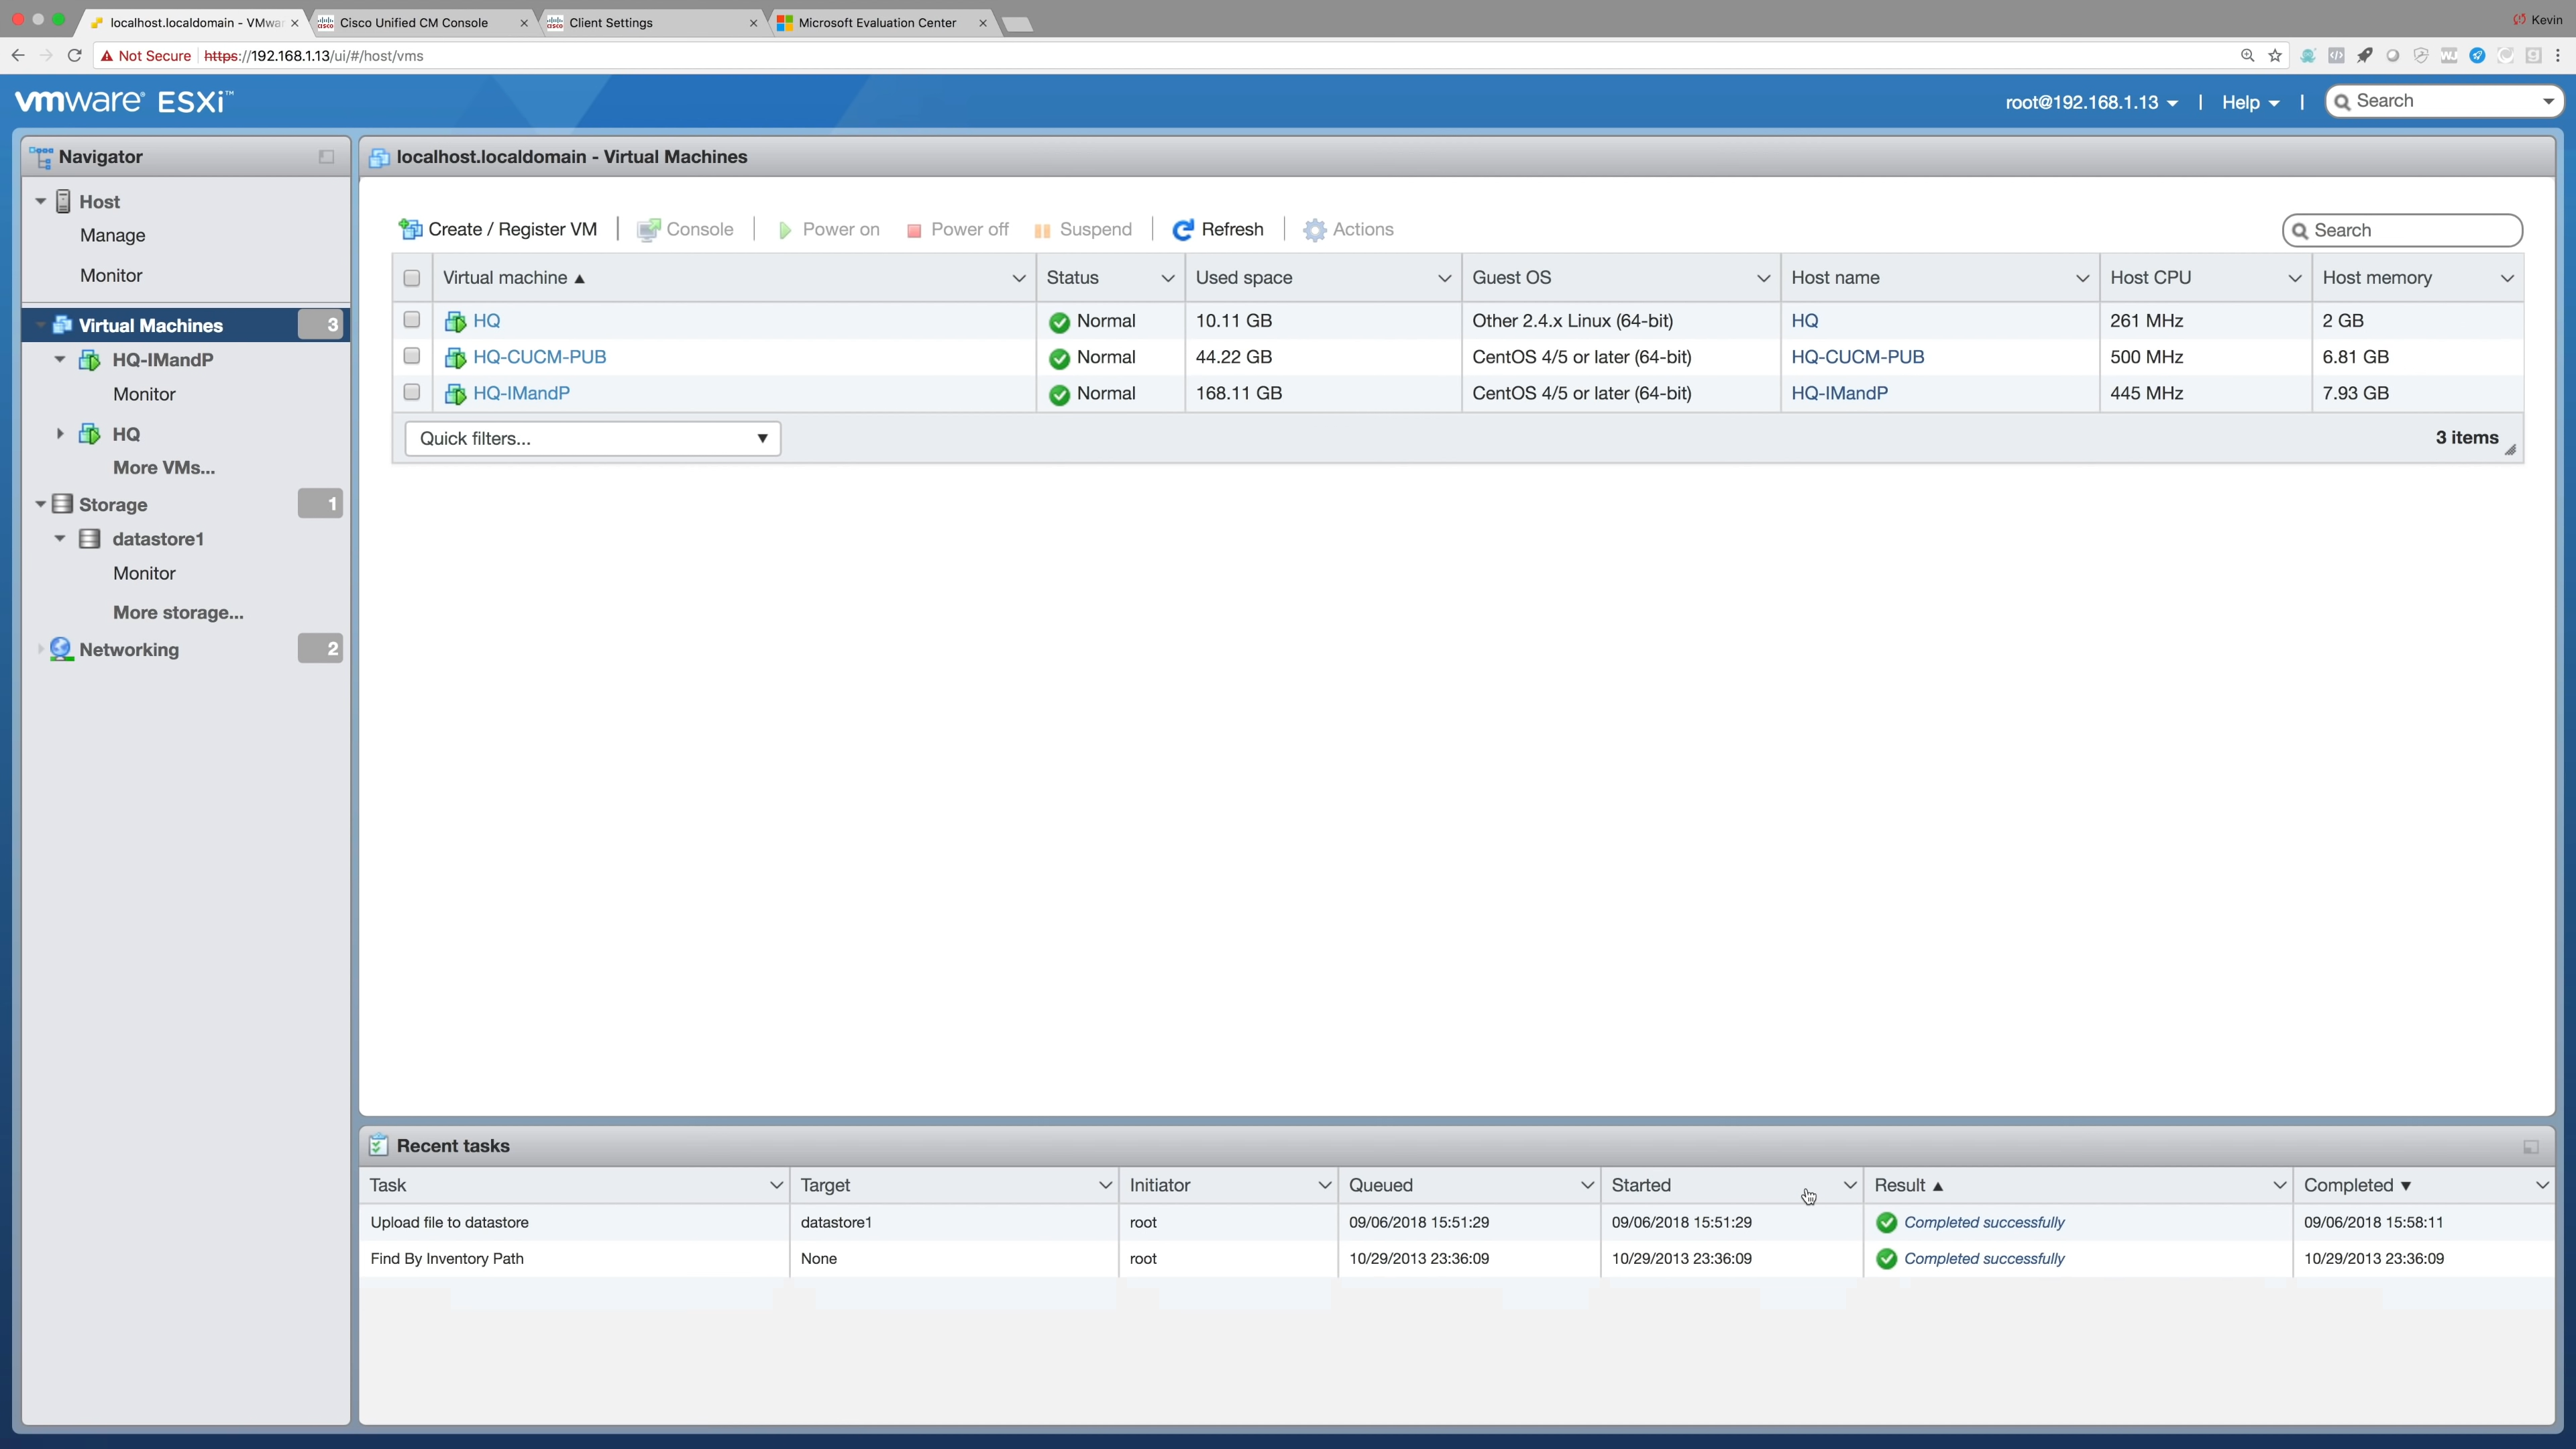 localhost.localdomain - VMwar
Cisco Unified CM Console
Client Settings
Microsoft Evaluation Center
Kevin
Not Secure
https://192.168.1.13/ui/#/host/vms
vmware® ESXi™
root@192.168.1.13
Help
Search
Navigator
Host
Manage
Monitor
Virtual Machines 3
HQ-IMandP
Monitor
HQ
More VMs...
Storage 1
datastore1
Monitor
More storage...
Networking 2
localhost.localdomain - Virtual Machines
Create / Register VM | Console | Power on Power off Suspend | Refresh | Actions
Search
Virtual machine Status Used space Guest OS Host name Host CPU Host memory
HQ Normal 10.11 GB Other 2.4.x Linux (64-bit) HQ 261 MHz 2 GB
HQ-CUCM-PUB Normal 44.22 GB CentOS 4/5 or later (64-bit) HQ-CUCM-PUB 500 MHz 6.81 GB
HQ-IMandP Normal 168.11 GB CentOS 4/5 or later (64-bit) HQ-IMandP 445 MHz 7.93 GB
Quick filters...
3 items
Recent tasks
Task Target Initiator Queued Started Result Completed
Upload file to datastore datastore1 root 09/06/2018 15:51:29 09/06/2018 15:51:29 Completed successfully 09/06/2018 15:58:11
Find By Inventory Path None root 10/29/2013 23:36:09 10/29/2013 23:36:09 Completed successfully 10/29/2013 23:36:09